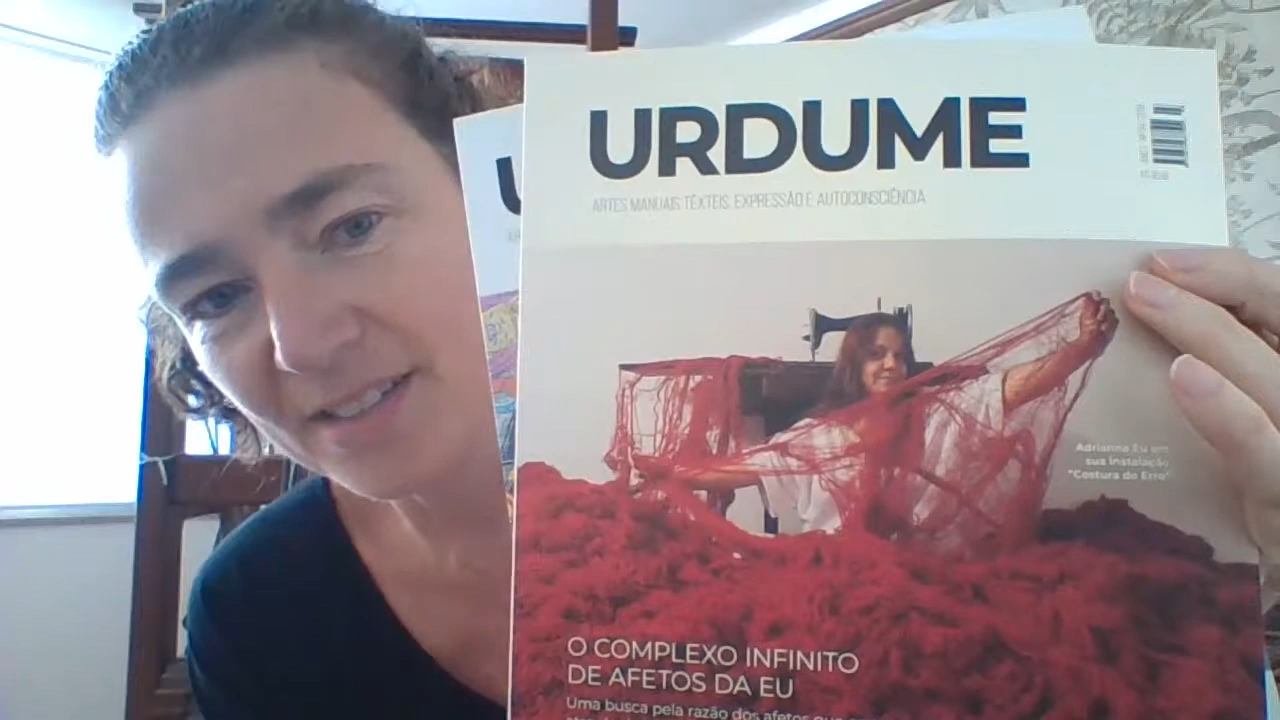 URDUME
ARTES MANUAIS TÊXTEIS, EXPRESSÃO E AUTOCONSCIÊNCIA
Adrianna Eu em
sua instalação
"Costura do Erro"
O COMPLEXO INFINITO
DE AFETOS DA EU
Uma busca pela razão dos afetos que